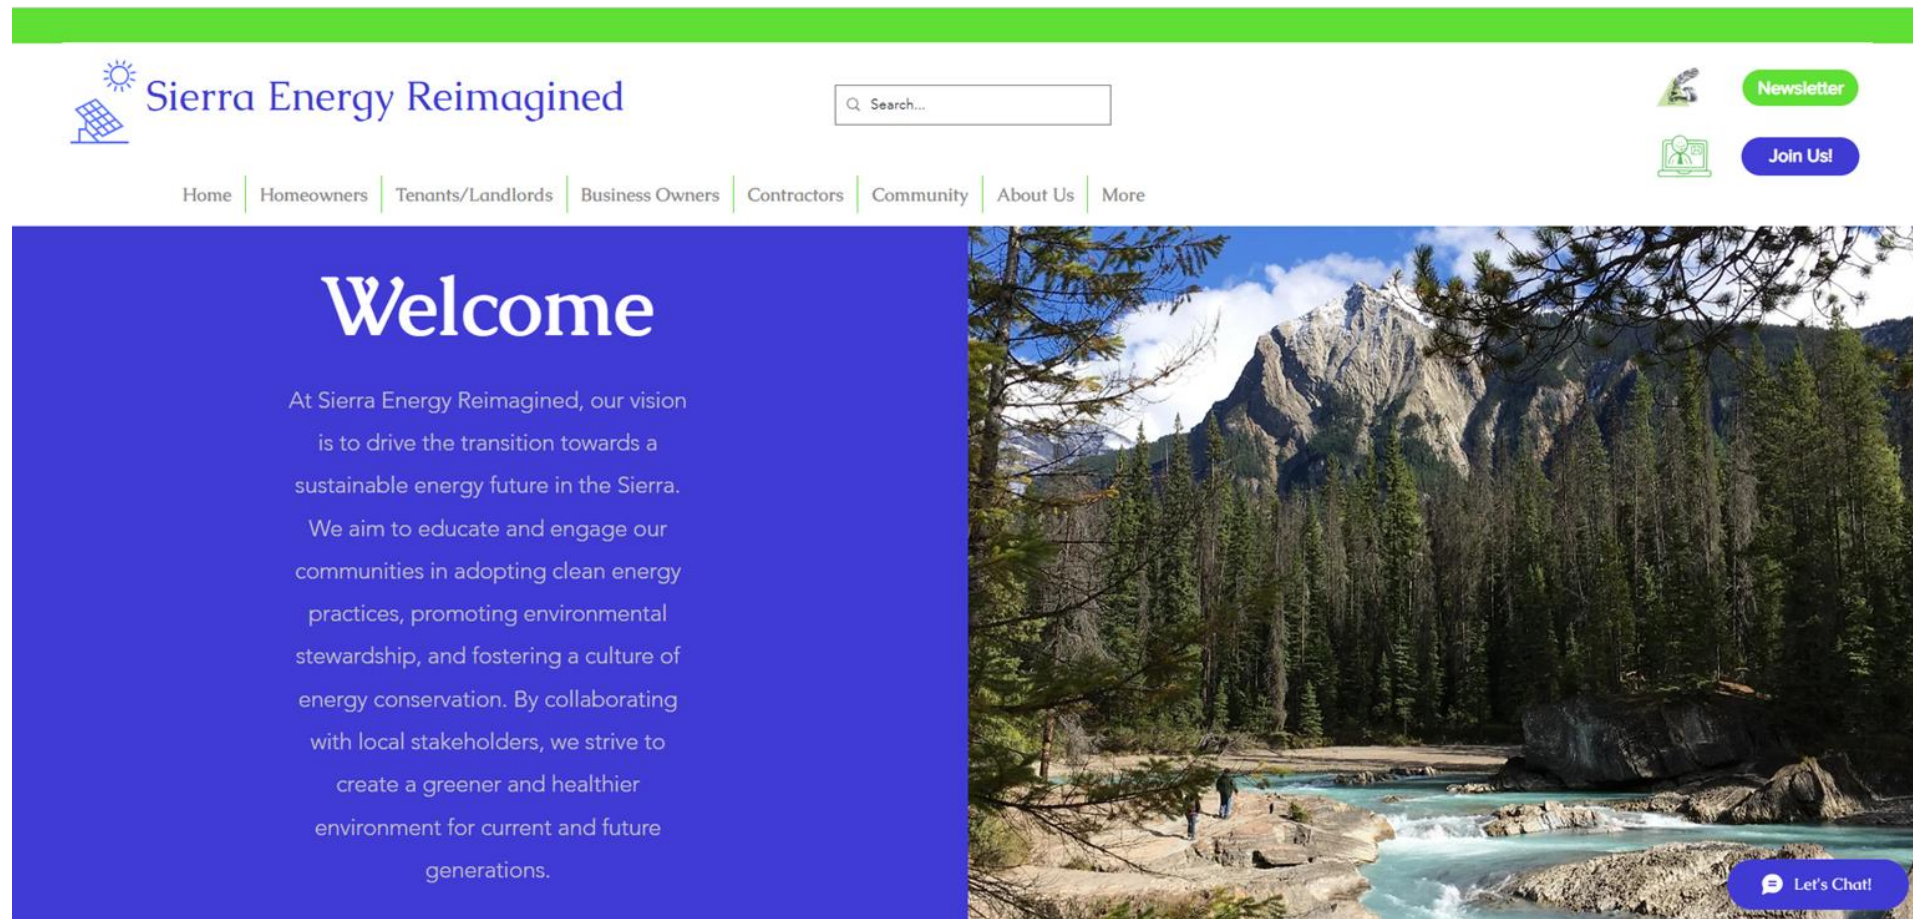 Sierra Energy Reimagined
Search...
Newsletter
Join Us!
Home
Homeowners
Tenants/Landlords
Business Owners
Contractors
Community
About Us
More
Welcome
At Sierra Energy Reimagined, our vision
is to drive the transition towards a
sustainable energy future in the Sierra.
We aim to educate and engage our
communities in adopting clean energy
practices, promoting environmental
stewardship, and fostering a culture of
energy conservation. By collaborating
with local stakeholders, we strive to
create a greener and healthier
environment for current and future
generations.
Let's Chat!